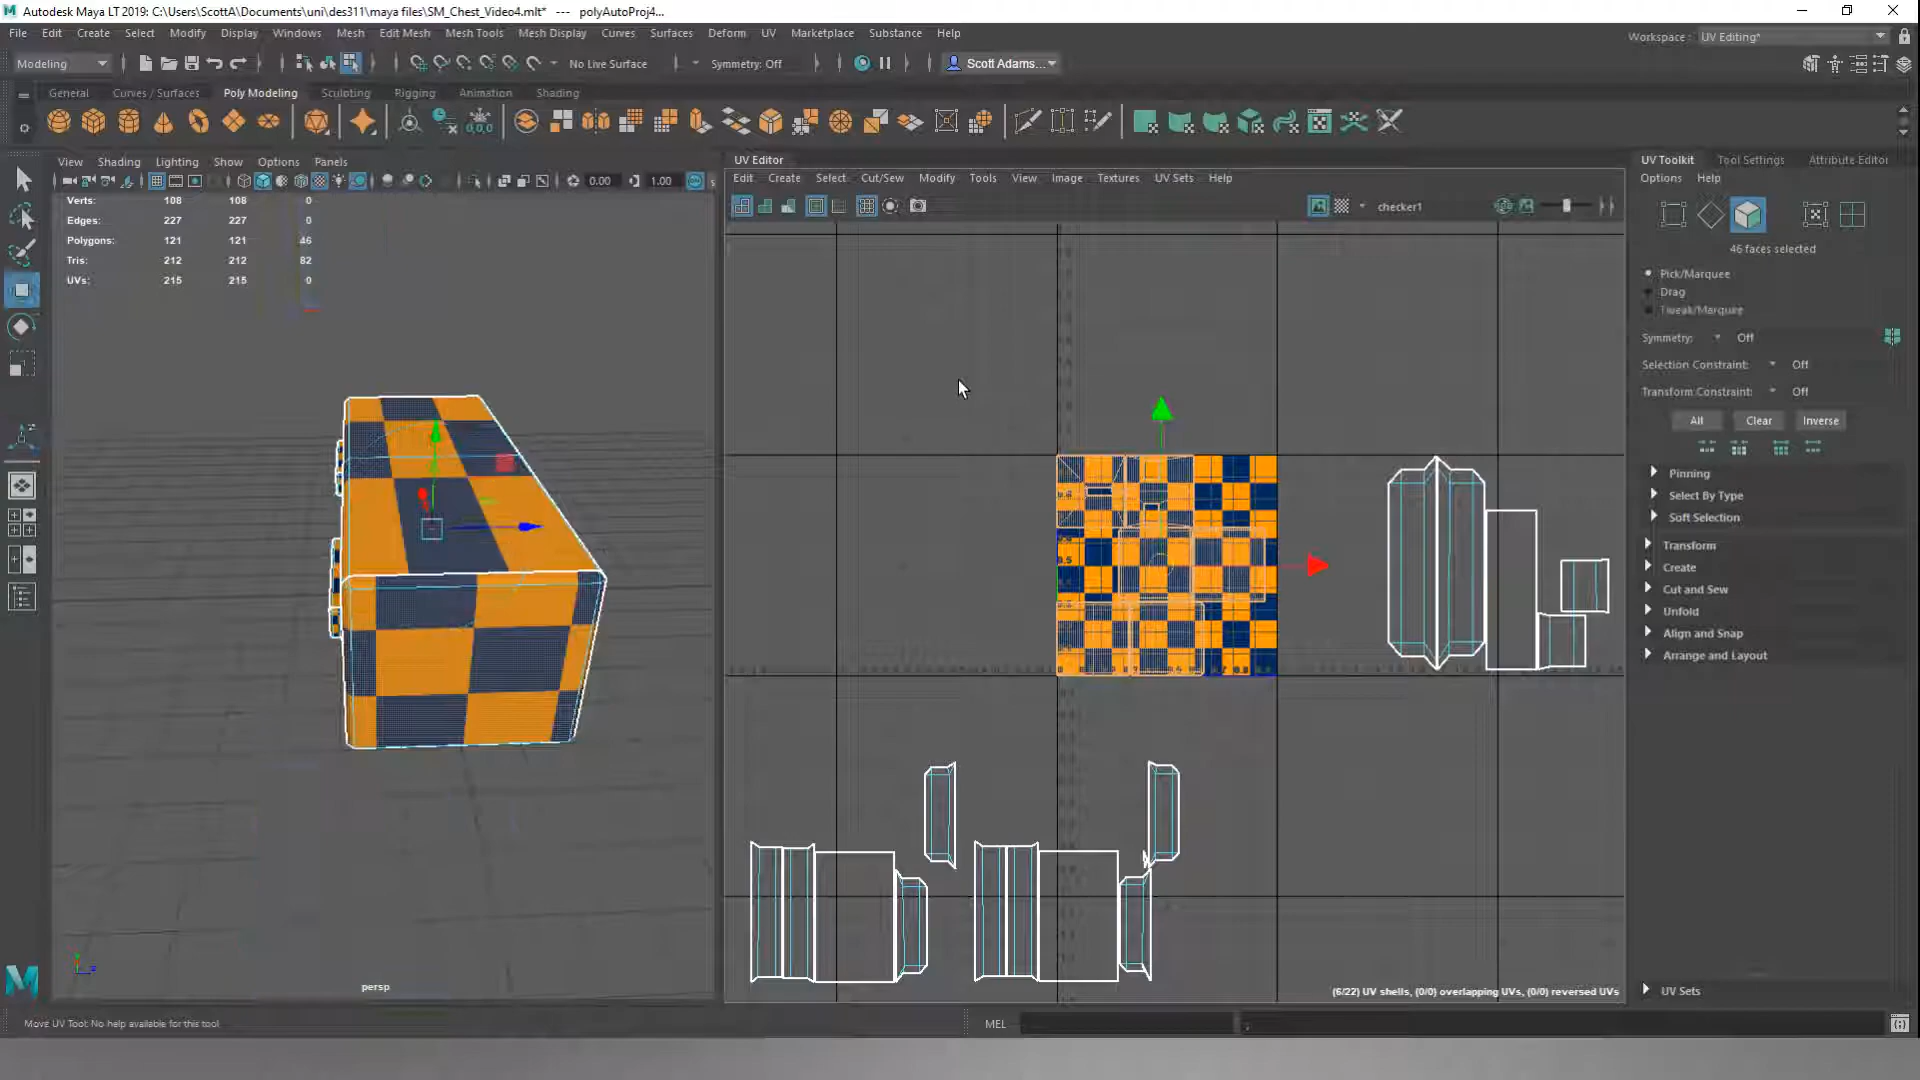 Autodesk Maya LT 2019: C:\Users\ScottA\Documents\uni\des311\maya files\SM_Chest_Video4.mlt* --- polyAutoProj4...
File Edit Create Select Modify Display Windows Mesh Edit Mesh Mesh Tools Mesh Display Curves Surfaces Deform UV Marketplace Substance Help
Workspace : UV Editing*
Modeling No Live Surface Symmetry: Off Scott Adams...
General Curves / Surfaces Poly Modeling Sculpting Rigging Animation Shading
0,0,0
View Shading Lighting Show Options Panels
0.00 1.00
Verts: 108 108 0
Edges: 227 227 0
Polygons: 121 121 46
Tris: 212 212 82
UVs: 215 215 0
persp
UV Editor
Edit Create Select Cut/Sew Modify Tools View Image Textures UV Sets Help
checker1
(6/22) UV shells, (0/0) overlapping UVs, (0/0) reversed UVs
UV Toolkit Tool Settings Attribute Editor
Options Help
46 faces selected
Pick/Marquee
Drag
Tweak/Marquee
Symmetry: Off
Selection Constraint: Off
Transform Constraint: Off
All Clear Inverse
Pinning
Select By Type
Soft Selection
Transform
Create
Cut and Sew
Unfold
Align and Snap
Arrange and Layout
UV Sets
Move UV Tool: No help available for this tool
MEL